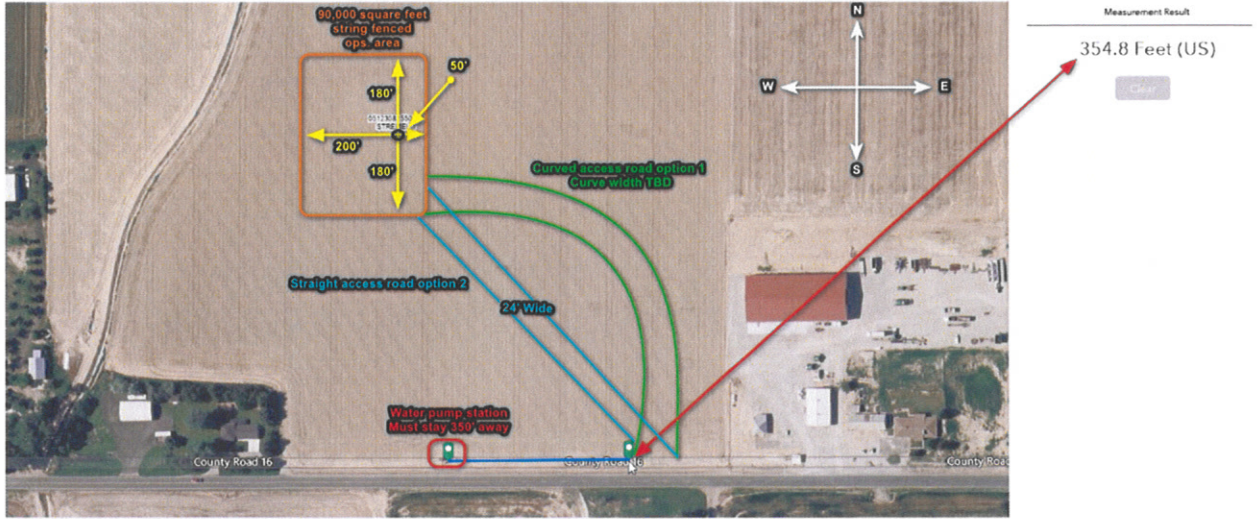 90,000 square feet
string fenced
ops. area
50'
180'
200'
180'
N
W
E
S
Measurement Result
354.8 Feet (US)
Clear
Curved access road option 1
Curve width TBD
Straight access road option 2
24' Wide
Water pump station
Must stay 350' away
County Road 16
County Road 16
County Roa